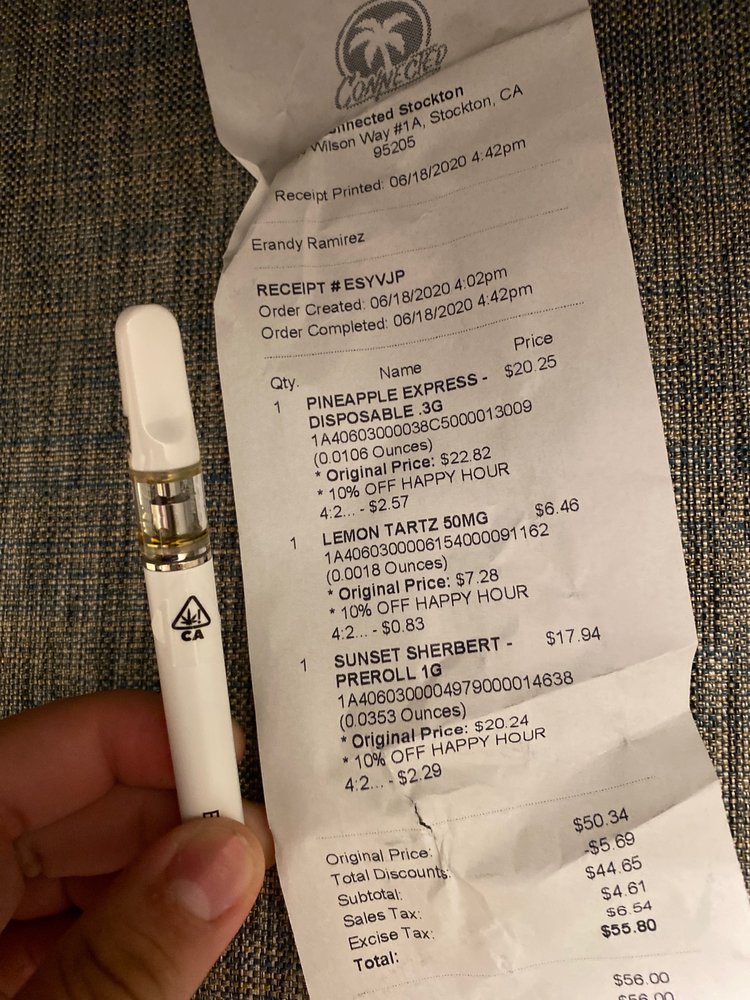 CONNECTED
Connected Stockton
Wilson Way #1A, Stockton, CA
95205
Receipt Printed: 06/18/2020 4:42pm
Erandy Ramirez
RECEIPT # ESYVJP
Order Created: 06/18/2020 4:02pm
Order Completed: 06/18/2020 4:42pm
Qty. Name Price
1 PINEAPPLE EXPRESS - $20.25
DISPOSABLE .3G
1A40603000038C5000013009
(0.0106 Ounces)
* Original Price: $22.82
* 10% OFF HAPPY HOUR
4:2... - $2.57
1 LEMON TARTZ 50MG $6.46
1A4060300006154000091162
(0.0018 Ounces)
* Original Price: $7.28
* 10% OFF HAPPY HOUR
4:2... - $0.83
1 SUNSET SHERBERT - $17.94
PREROLL 1G
1A4060300004979000014638
(0.0353 Ounces)
* Original Price: $20.24
* 10% OFF HAPPY HOUR
4:2... - $2.29
Original Price: $50.34
Total Discounts: -$5.69
Subtotal: $44.65
Sales Tax: $4.61
Excise Tax: $6.54
Total: $55.80
$56.00
$56.00
CA